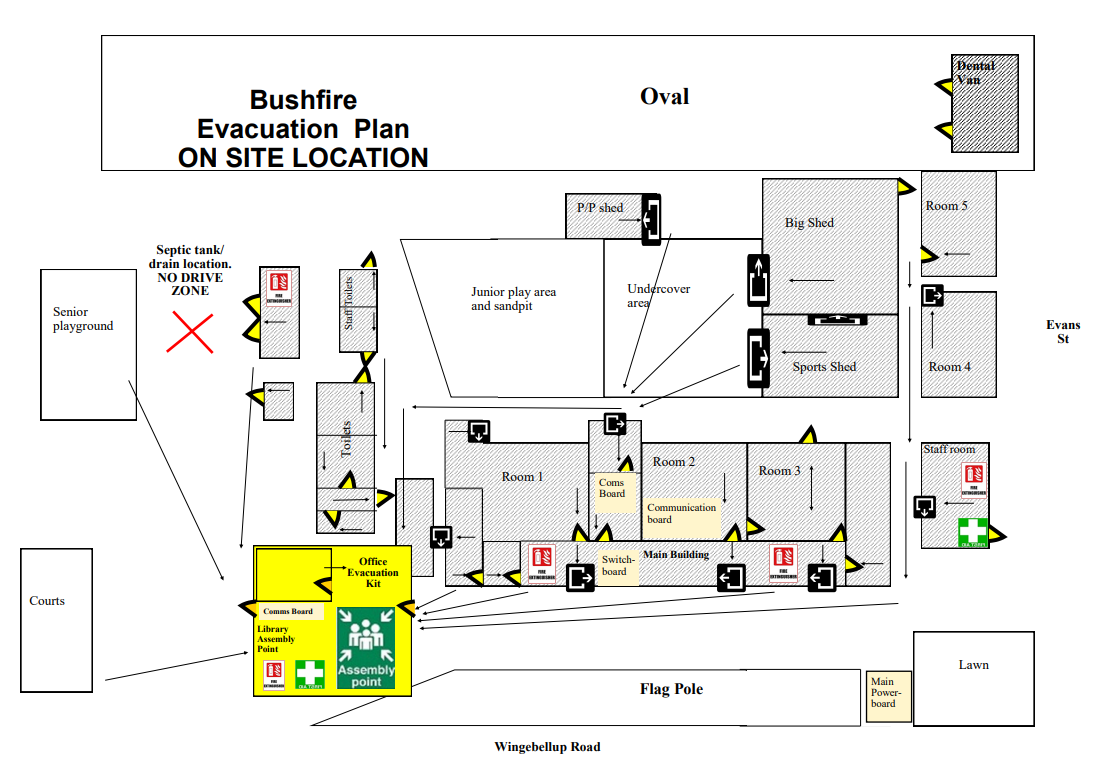 Bushfire
Evacuation Plan
ON SITE LOCATION
Oval
Dental
Van
P/P shed
Big Shed
Room 5
Septic tank/
drain location.
NO DRIVE
ZONE
Senior
playground
FIRE
EXTINGUISHER
Staff Toilets
Junior play area
and sandpit
Undercover
area
Sports Shed
Room 4
Evans
St
Toilets
Room 1
Coms
Board
Room 2
Communication
board
Room 3
Staff room
FIRE
EXTINGUISHER
Switch-
board
Main Building
FIRE
EXTINGUISHER
FIRE
EXTINGUISHER
Office
Evacuation
Kit
Courts
Comms Board
Library
Assembly
Point
FIRE
EXTINGUISHER
Assembly
point
Flag Pole
Main
Power-
board
Lawn
Wingebellup Road